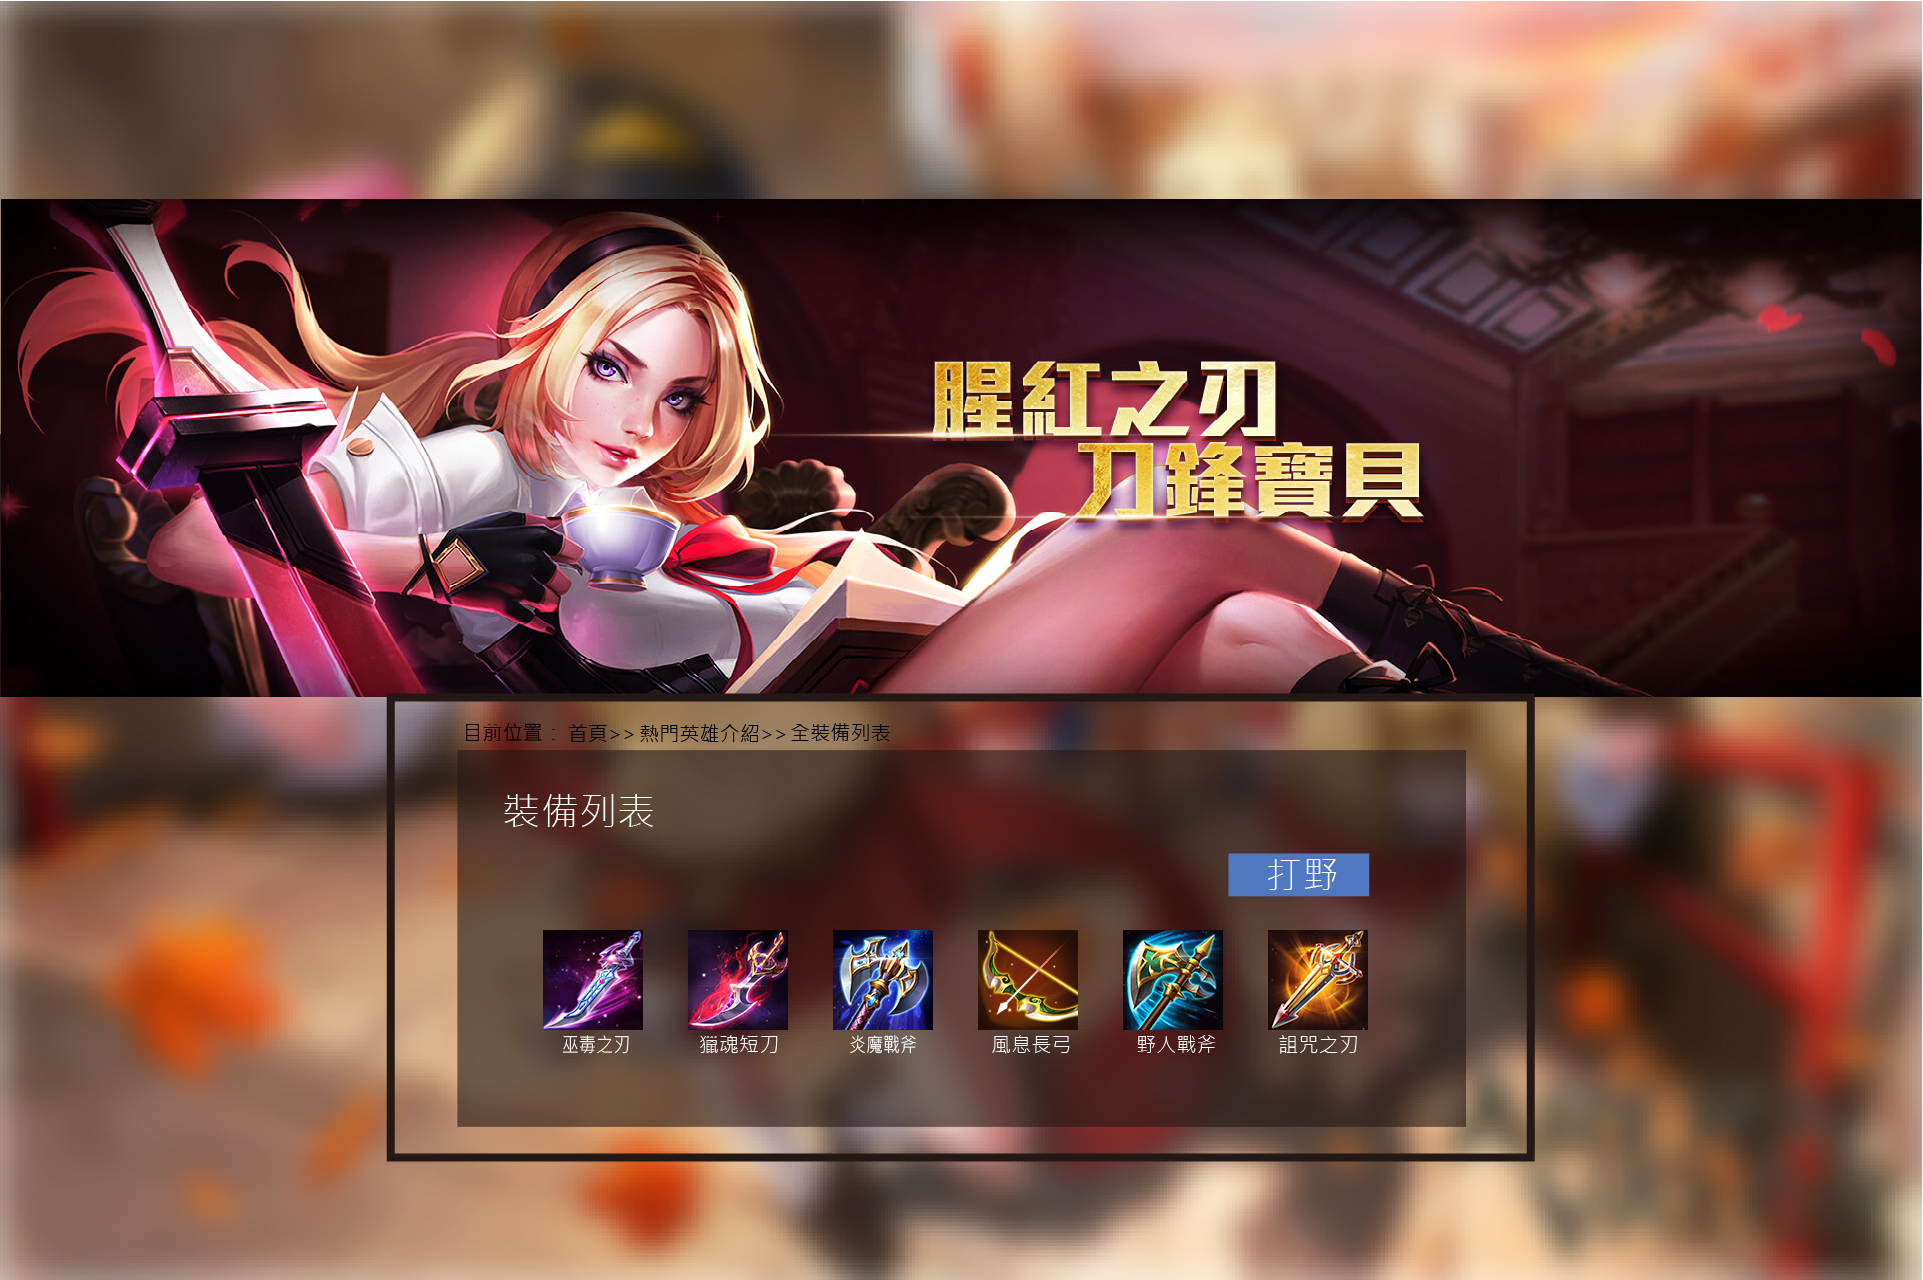 腥紅之刃
刀鋒寶貝
目前位置： 首頁>> 熱門英雄介紹>> 全裝備列表
裝備列表
打野
巫毒之刃 獵魂短刀 炎魔戰斧 風息長弓 野人戰斧 詛咒之刃